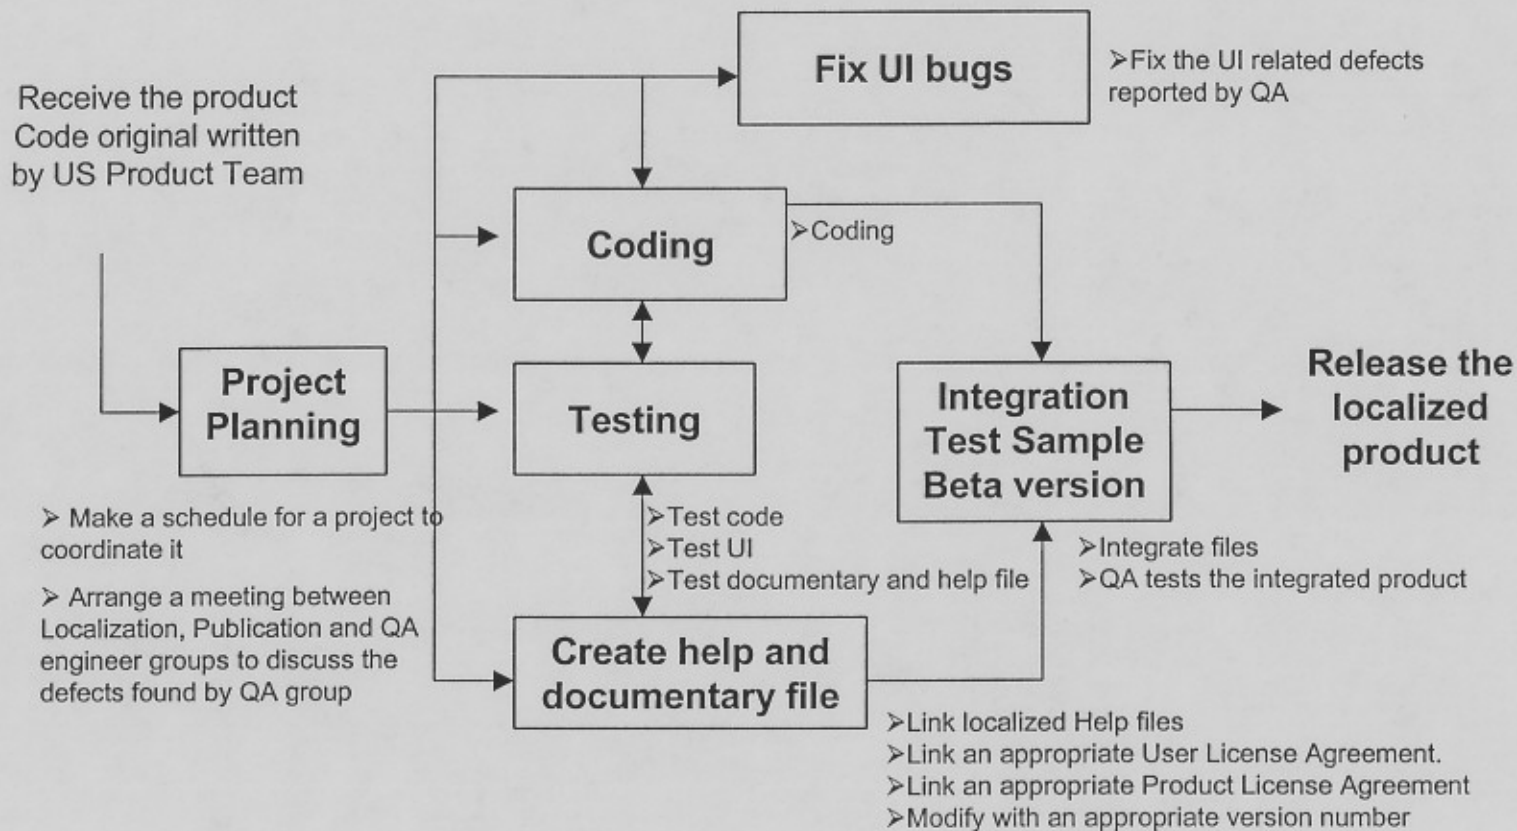 Fix UI bugs
➢Fix the UI related defects
reported by QA
Receive the product
Code original written
by US Product Team
Coding
➢Coding
Project
Planning
Testing
Integration
Test Sample
Beta version
Release the
localized
product
➢ Make a schedule for a project to
coordinate it
➢ Arrange a meeting between
Localization, Publication and QA
engineer groups to discuss the
defects found by QA group
➢Test code
➢Test UI
➢Test documentary and help file
➢Integrate files
➢QA tests the integrated product
Create help and
documentary file
➢Link localized Help files
➢Link an appropriate User License Agreement.
➢Link an appropriate Product License Agreement
➢Modify with an appropriate version number